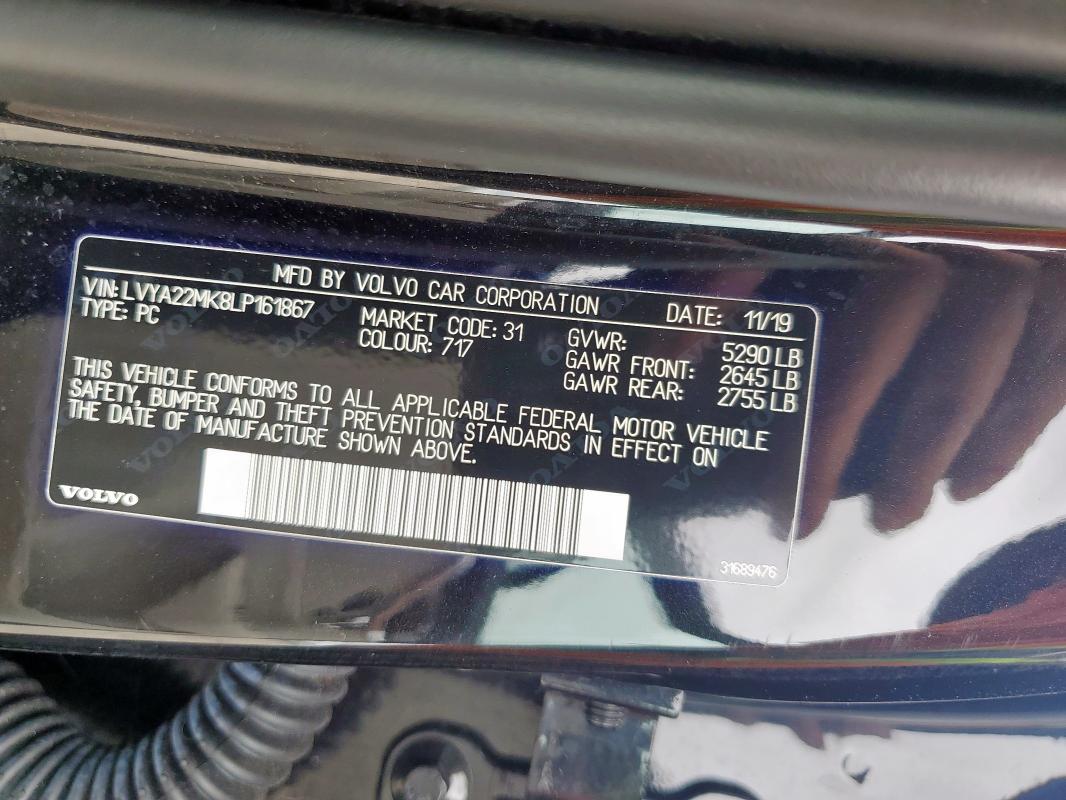 MFD BY VOLVO CAR CORPORATION DATE: 11/19
VIN: LVYA22MK8LP161867
TYPE: PC
MARKET CODE: 31
COLOUR: 717
GVWR: 5290 LB
GAWR FRONT: 2645 LB
GAWR REAR: 2755 LB
THIS VEHICLE CONFORMS TO ALL APPLICABLE FEDERAL MOTOR VEHICLE
SAFETY, BUMPER AND THEFT PREVENTION STANDARDS IN EFFECT ON
THE DATE OF MANUFACTURE SHOWN ABOVE.
VOLVO
31689476